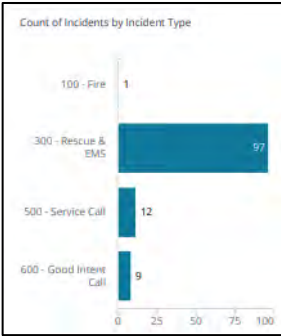 Count of Incidents by Incident Type
100 - Fire
1
300 - Rescue &
EMS
97
500 - Service Call
12
600 - Good Intent
Call
9
0 25 50 75 100